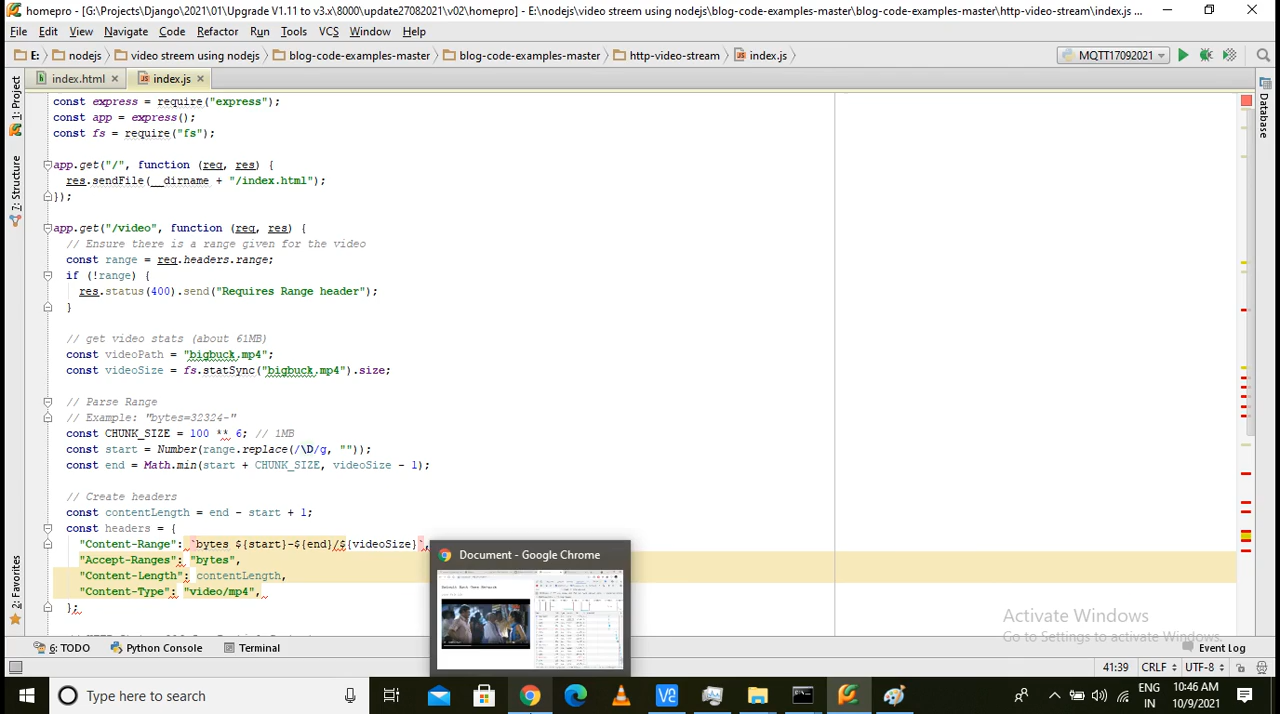 homepro - [G:\Projects\Django\2021\01\Upgrade V1.11 to v3.x\8000\update27082021\V2\homepro] - E:\nodejs\video streem using nodejs\blog-code-examples-master\blog-code-examples-master\http-video-stream\index.js ...
File Edit View Navigate Code Refactor Run Tools VCS Window Help
E: nodejs video streem using nodejs blog-code-examples-master blog-code-examples-master http-video-stream index.js MQTT17092021
index.html index.js
1: Project
7: Structure
2: Favorites
Database
const express = require("express");
const app = express();
const fs = require("fs");
app.get("/", function (req, res) {
res.sendFile(__dirname + "/index.html");
});
app.get("/video", function (req, res) {
// Ensure there is a range given for the video
const range = req.headers.range;
if (!range) {
res.status(400).send("Requires Range header");
}
// get video stats (about 61MB)
const videoPath = "bigbuck.mp4";
const videoSize = fs.statSync("bigbuck.mp4").size;
// Parse Range
// Example: "bytes=32324-"
const CHUNK_SIZE = 100 ** 6; // 1MB
const start = Number(range.replace(/\D/g, ""));
const end = Math.min(start + CHUNK_SIZE, videoSize - 1);
// Create headers
const contentLength = end - start + 1;
const headers = {
"Content-Range": `bytes ${start}-${end}/${videoSize}`,
"Accept-Ranges": "bytes",
"Content-Length": contentLength,
"Content-Type": "video/mp4",
};
Document - Google Chrome
Activate Windows
Go to Settings to activate Windows.
6: TODO Python Console Terminal Event Log
41:39 CRLF UTF-8
Type here to search
ENG
IN
10:46 AM
10/9/2021